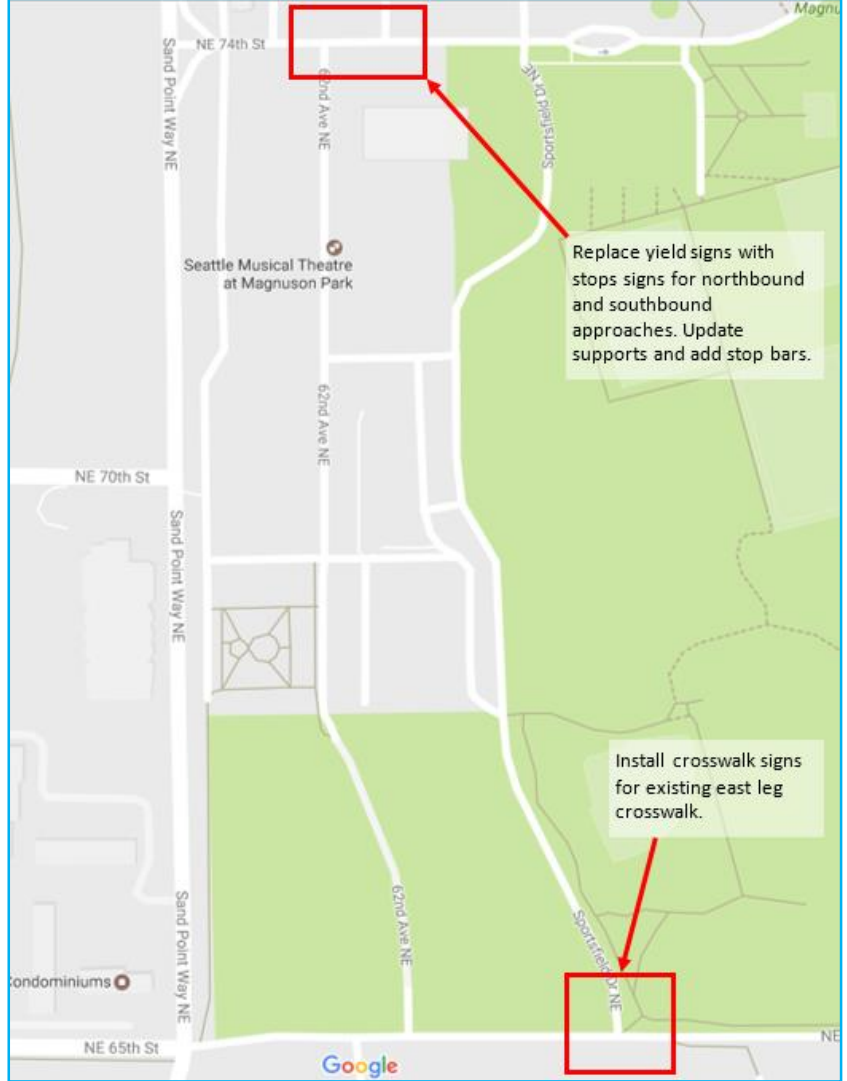 Magnu
NE 74th St
Sand Point Way NE
62nd Ave NE
Sportsfield Dr NE
Seattle Musical Theatre
at Magnuson Park
Replace yield signs with
stops signs for northbound
and southbound
approaches. Update
supports and add stop bars.
62nd Ave NE
NE 70th St
Sand Point Way NE
Install crosswalk signs
for existing east leg
crosswalk.
Sand Point Way NE
62nd Ave NE
Sportsfield Dr NE
ondominiums
NE 65th St
NE
Google